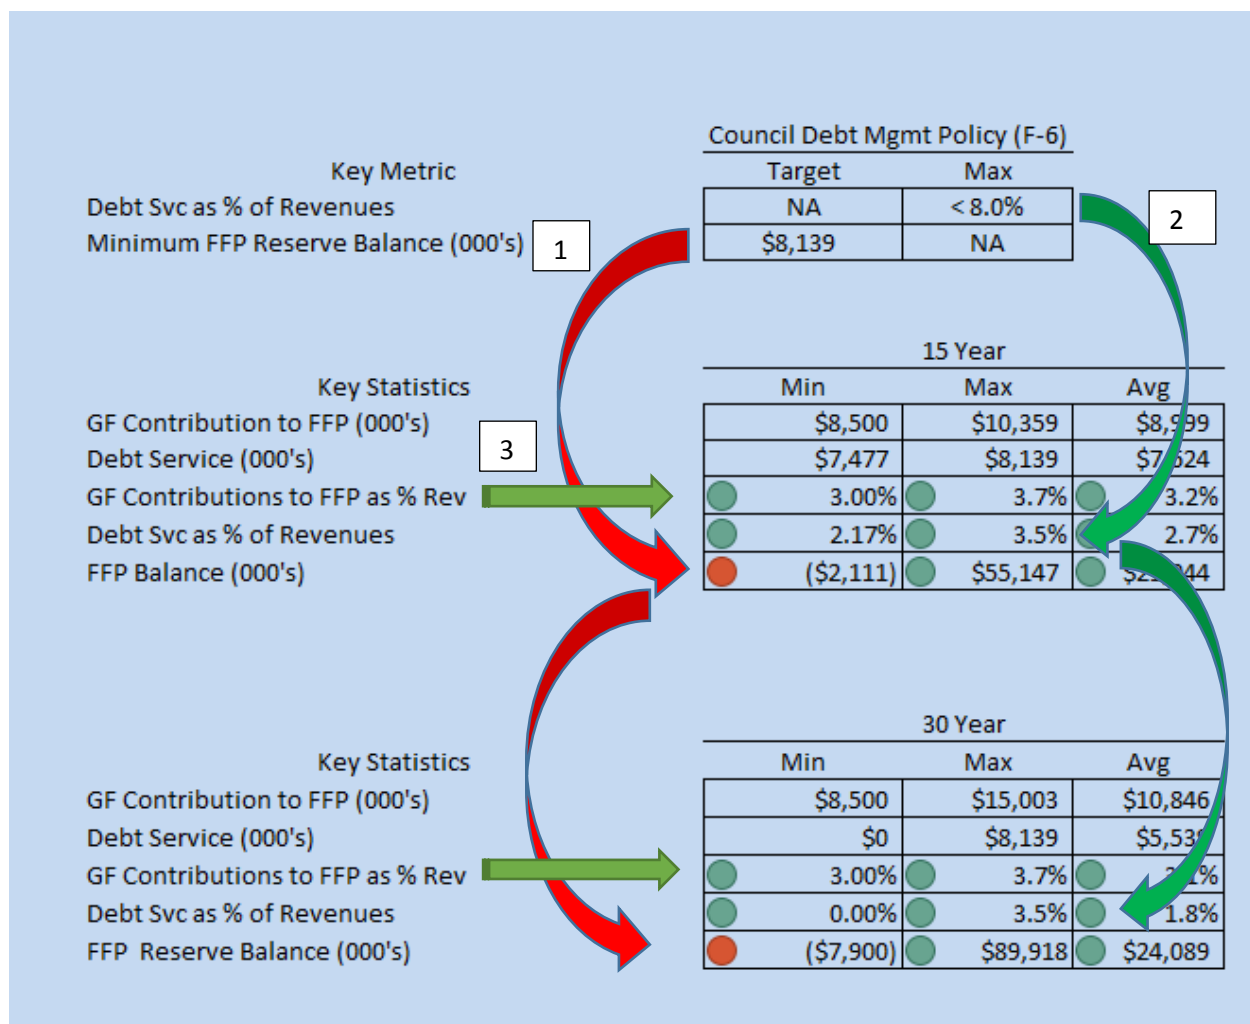 Council Debt Mgmt Policy (F-6)
Key Metric Target Max
Debt Svc as % of Revenues NA < 8.0% 2
Minimum FFP Reserve Balance (000's) 1 $8,139 NA
15 Year
Key Statistics Min Max Avg
GF Contribution to FFP (000's) $8,500 $10,359 $8,999
3
Debt Service (000's) $7,477 $8,139 $7,624
GF Contributions to FFP as % Rev 3.00% 3.7% 3.2%
Debt Svc as % of Revenues 2.17% 3.5% 2.7%
FFP Balance (000's) ($2,111) $55,147
30 Year
Key Statistics Min Max Avg
GF Contribution to FFP (000's) $8,500 $15,003 $10,846
Debt Service (000's) $0 $8,139
GF Contributions to FFP as % Rev 3.00% 3.7%
Debt Svc as % of Revenues 0.00% 3.5% 1.8%
FFP Reserve Balance (000's) ($7,900) $89,918 $24,089